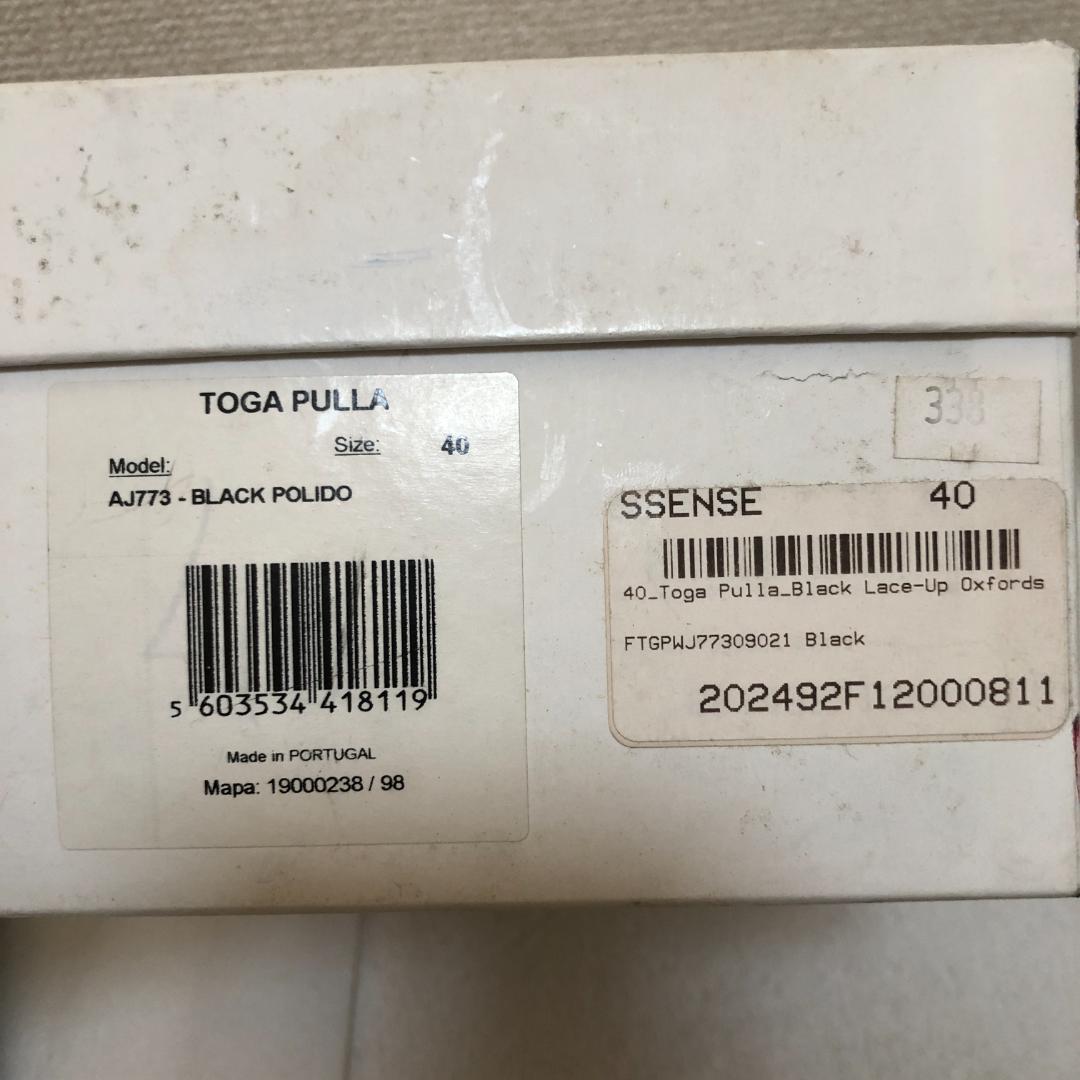 TOGA PULLA
Size: 40
Model:
AJ773 - BLACK POLIDO
5 603534 418119
Made in PORTUGAL
Mapa: 19000238 / 98
338
SSENSE 40
40_Toga Pulla_Black Lace-Up Oxfords
FTGPWJ77309021 Black
202492F12000811